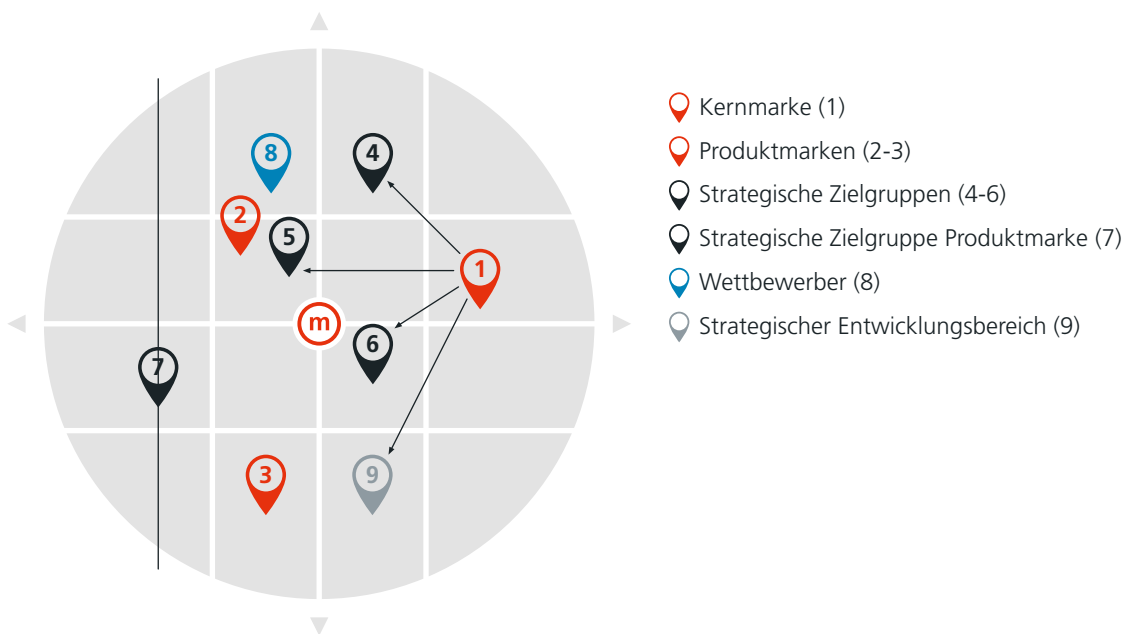 8
4
2
5
1
m
6
7
3
9
Kernmarke (1)
Produktmarken (2-3)
Strategische Zielgruppen (4-6)
Strategische Zielgruppe Produktmarke (7)
Wettbewerber (8)
Strategischer Entwicklungsbereich (9)